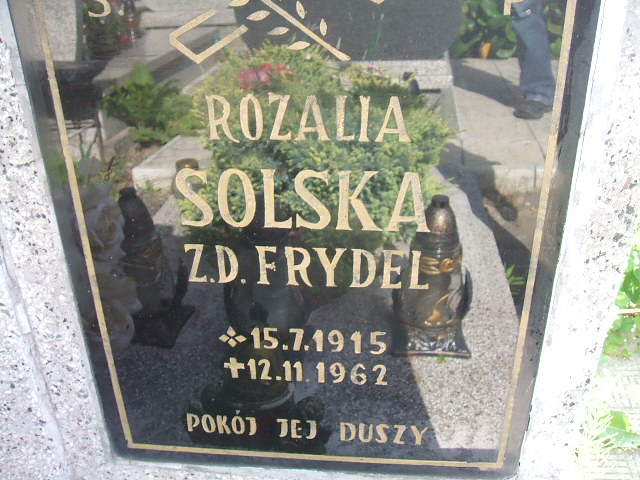 Ś. P.
ROZALIA
SOLSKA
Z.D. FRYDEL
15.7.1915
12.11.1962
POKÓJ JEJ DUSZY